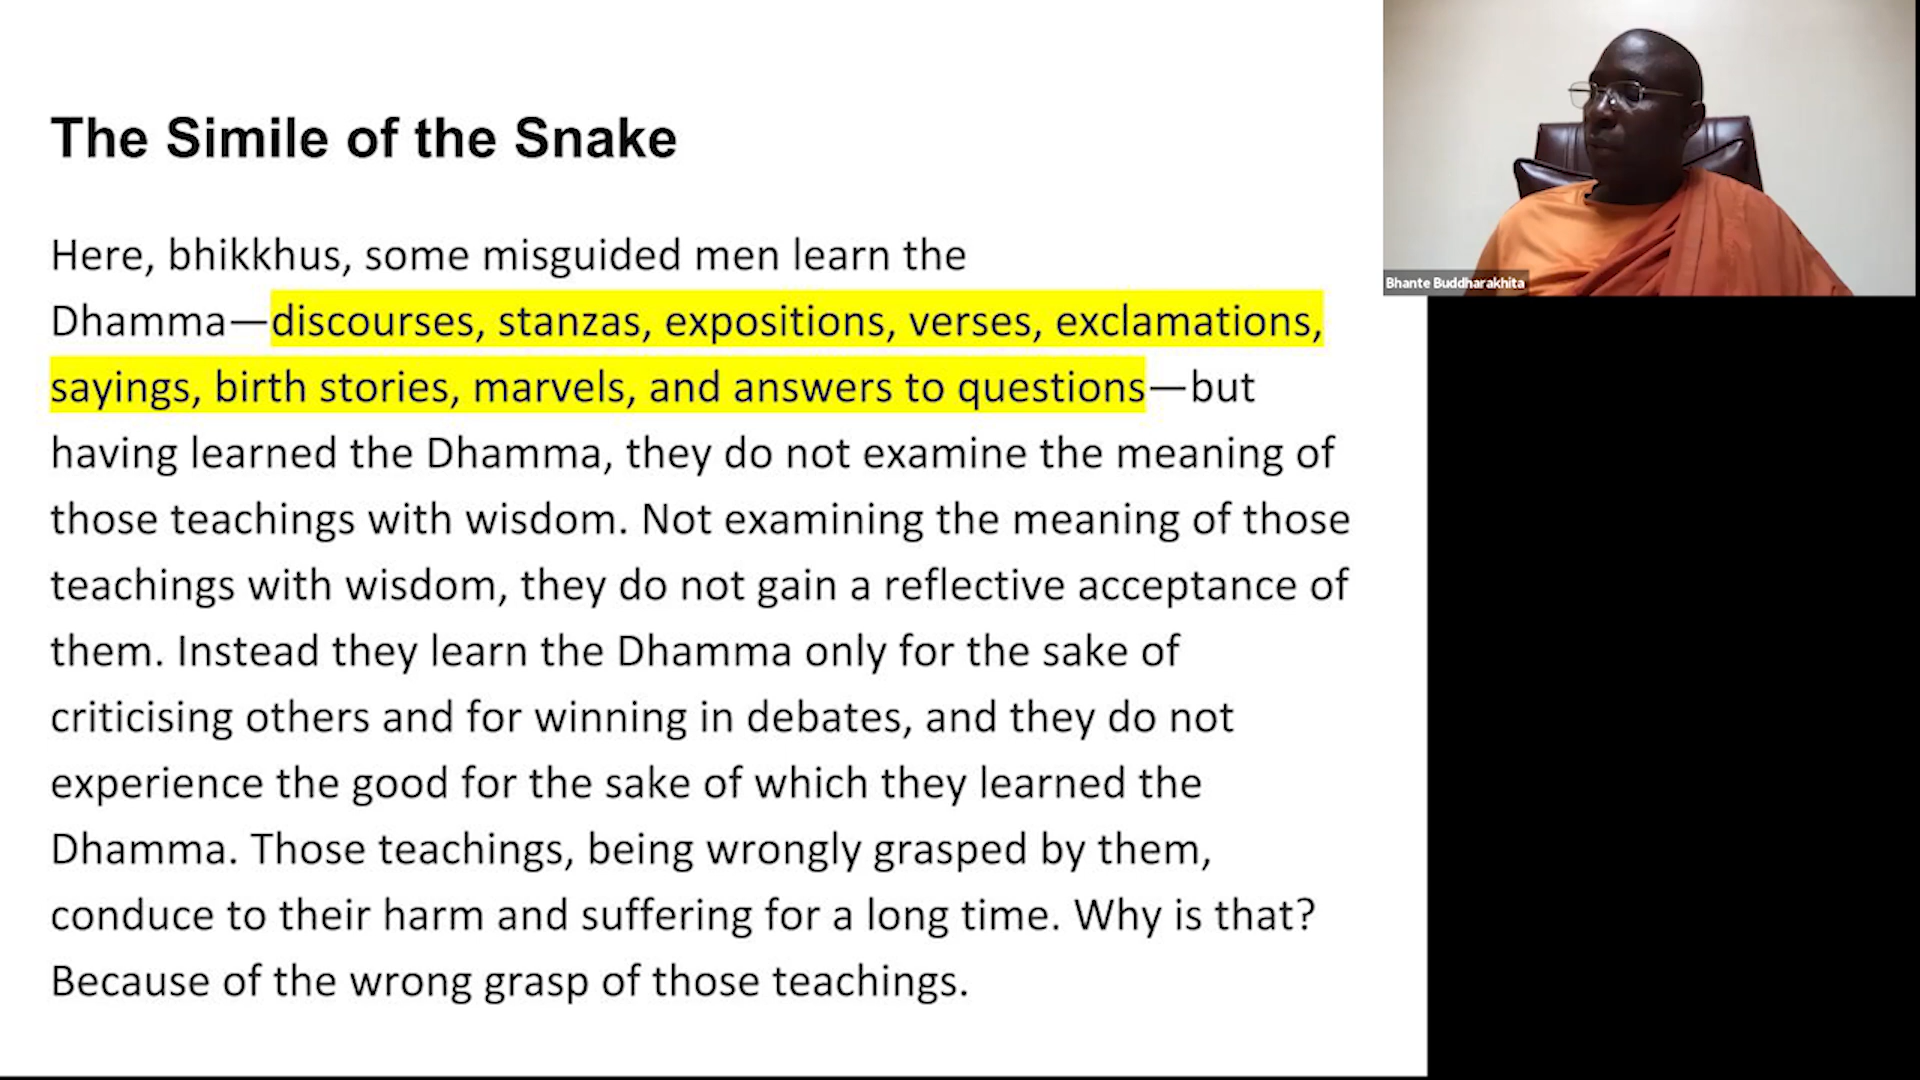 The Simile of the Snake
Here, bhikkhus, some misguided men learn the
Dhamma—discourses, stanzas, expositions, verses, exclamations,
sayings, birth stories, marvels, and answers to questions—but
having learned the Dhamma, they do not examine the meaning of
those teachings with wisdom. Not examining the meaning of those
teachings with wisdom, they do not gain a reflective acceptance of
them. Instead they learn the Dhamma only for the sake of
criticising others and for winning in debates, and they do not
experience the good for the sake of which they learned the
Dhamma. Those teachings, being wrongly grasped by them,
conduce to their harm and suffering for a long time. Why is that?
Because of the wrong grasp of those teachings.
Bhante Buddharakhita